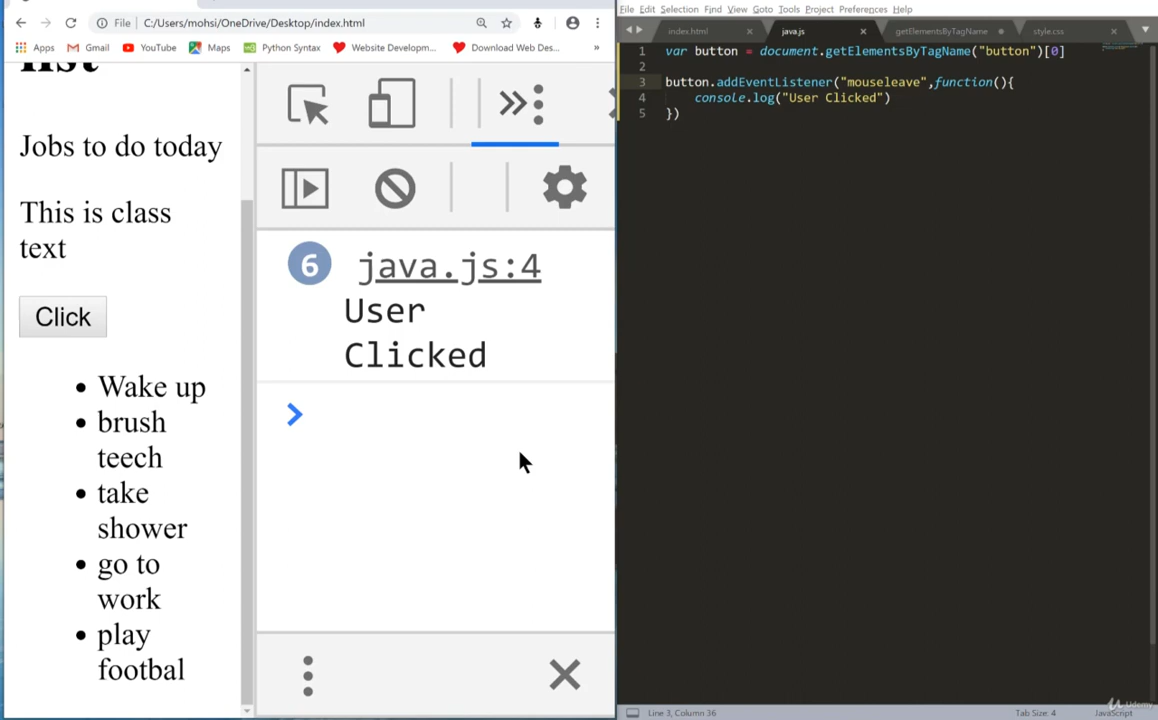 File C:/Users/mohsi/OneDrive/Desktop/index.html
Apps Gmail YouTube Maps Python Syntax Website Developm... Download Web Des... »
list
Jobs to do today
This is class
text
Click
• Wake up
• brush
teech
• take
shower
• go to
work
• play
footbal
6 java.js:4
User
Clicked
File Edit Selection Find View Goto Tools Project Preferences Help
index.html java.js getElementsByTagName style.css
1 var button = document.getElementsByTagName("button")[0]
2
3 button.addEventListener("mouseleave",function(){
4 console.log("User Clicked")
5 })
Line 3, Column 36 Tab Size: 4 JavaScript
Udemy